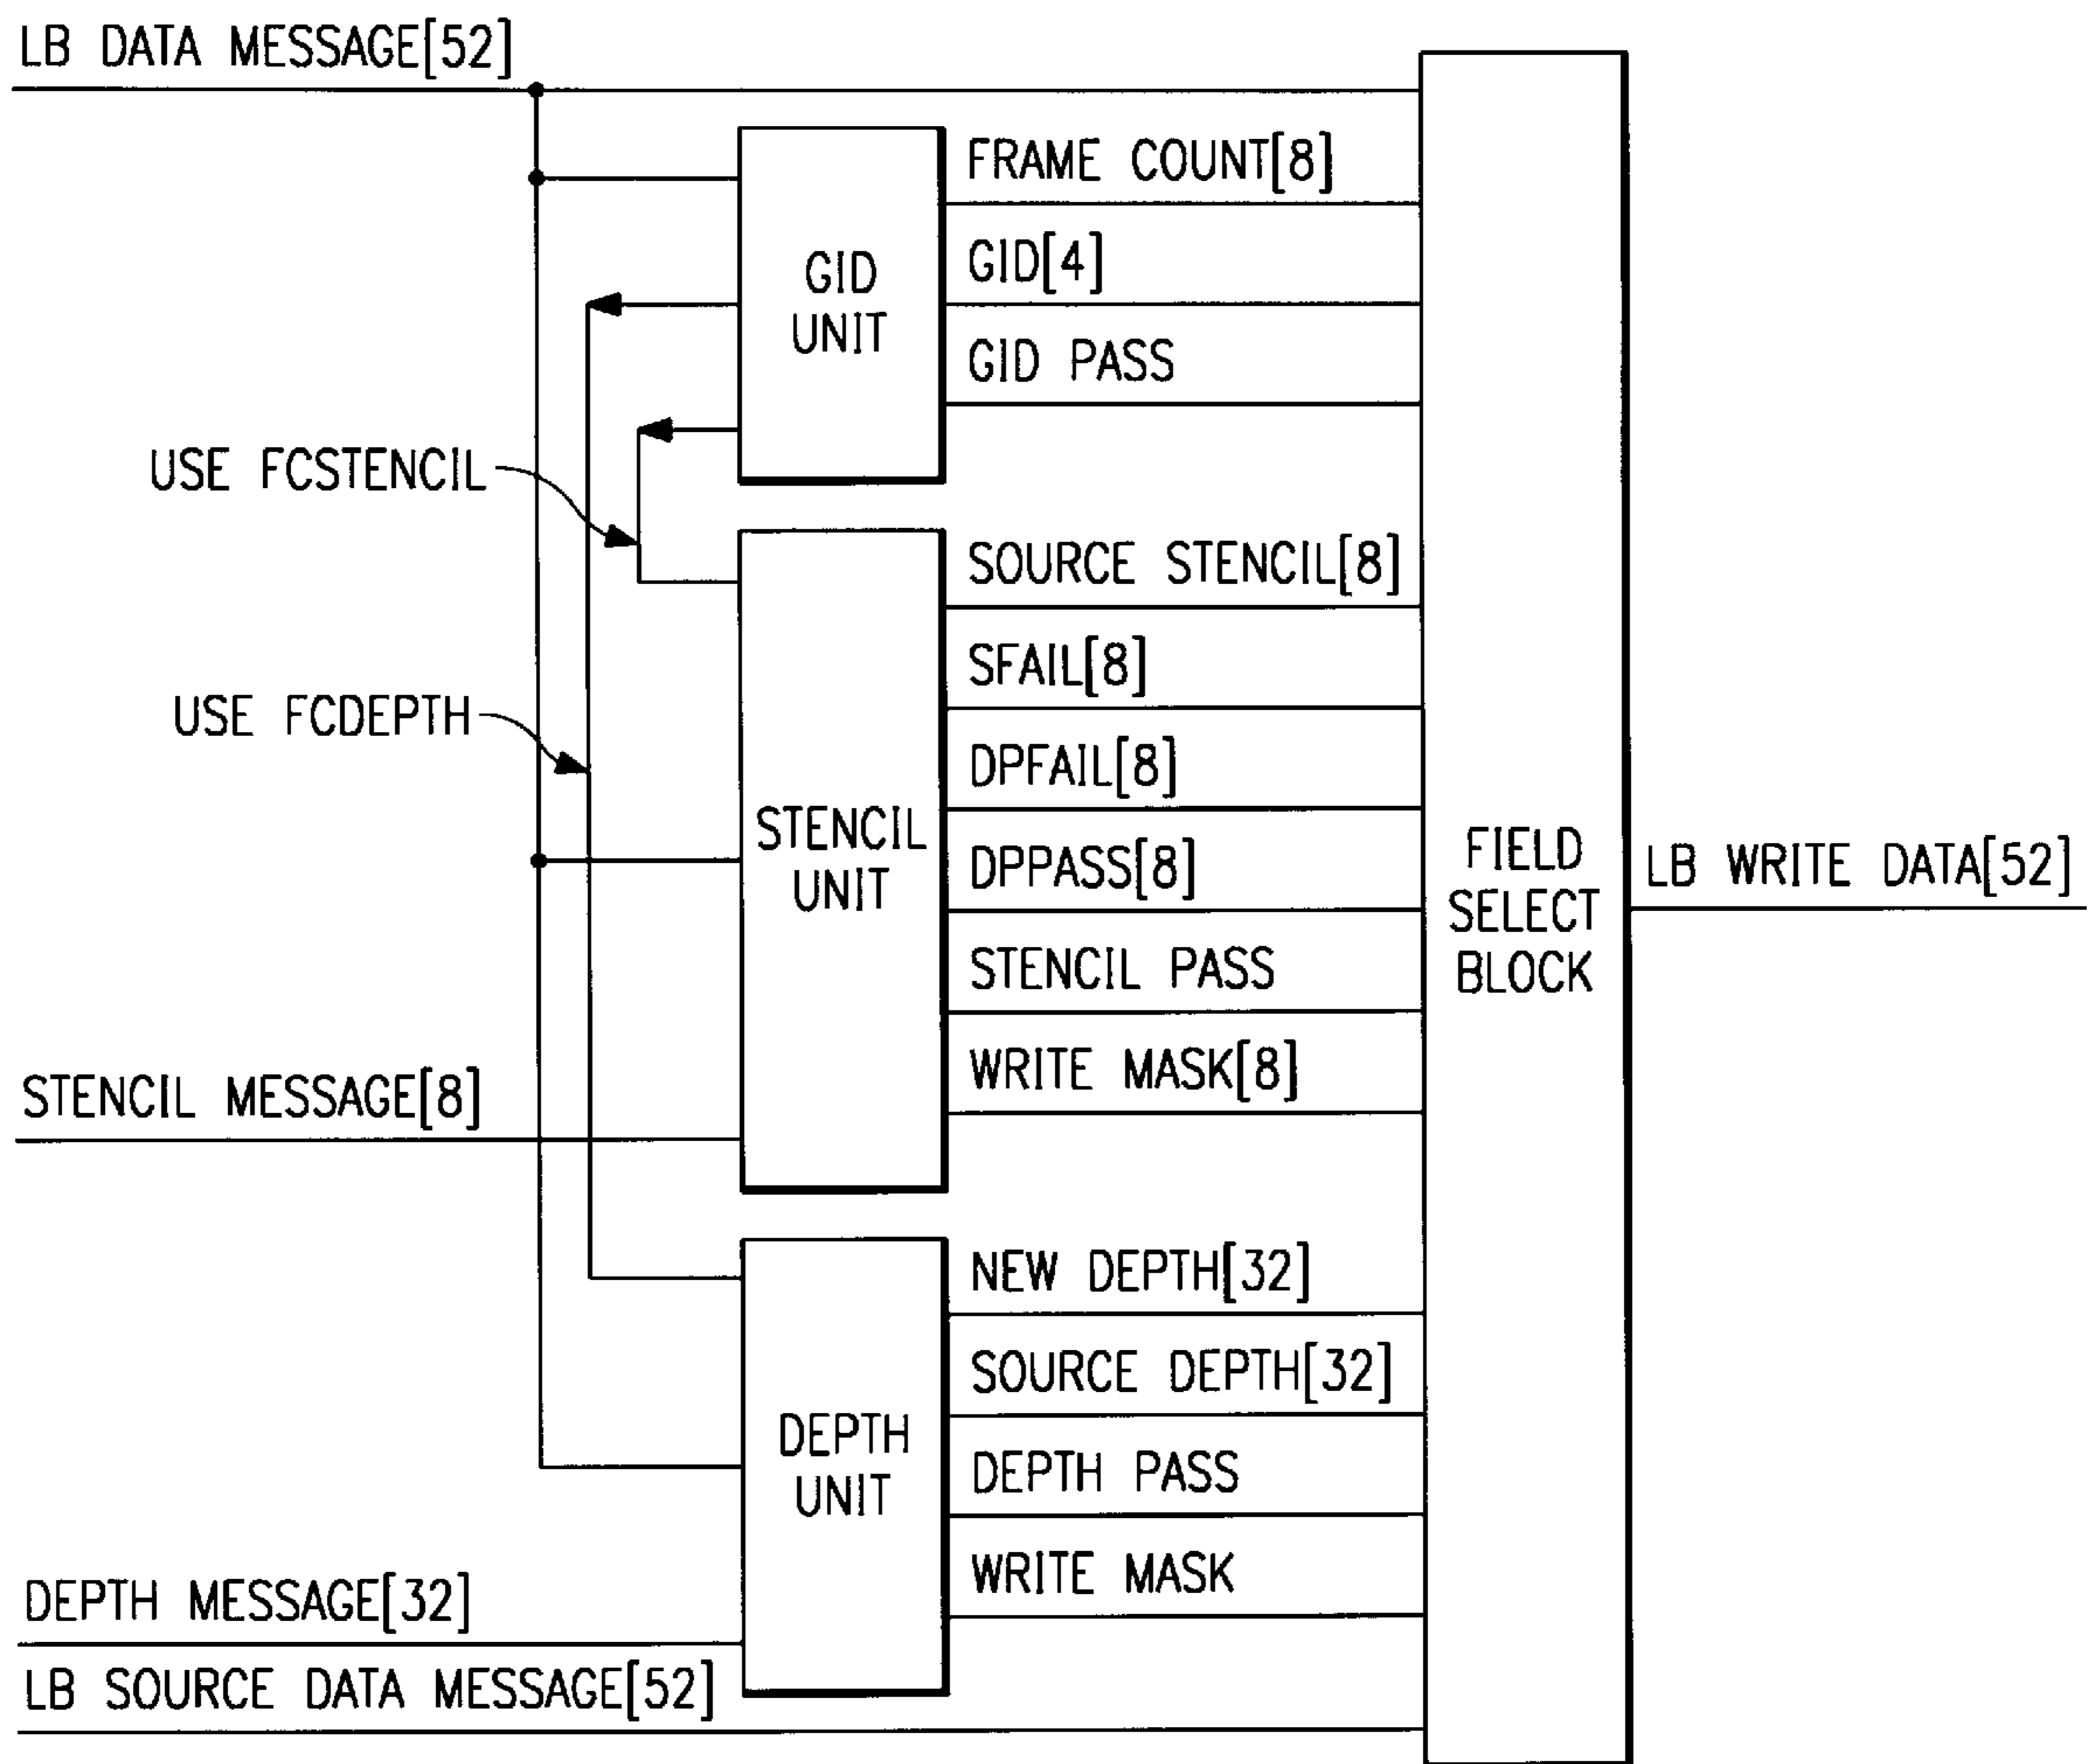 LB DATA MESSAGE[52]
FRAME COUNT[8]
GID[4]
GID PASS
GID
UNIT
USE FCSTENCIL
SOURCE STENCIL[8]
SFAIL[8]
DPFAIL[8]
DPPASS[8]
STENCIL PASS
WRITE MASK[8]
USE FCDEPTH
STENCIL
UNIT
FIELD
SELECT
BLOCK
LB WRITE DATA[52]
STENCIL MESSAGE[8]
NEW DEPTH[32]
SOURCE DEPTH[32]
DEPTH PASS
WRITE MASK
DEPTH
UNIT
DEPTH MESSAGE[32]
LB SOURCE DATA MESSAGE[52]